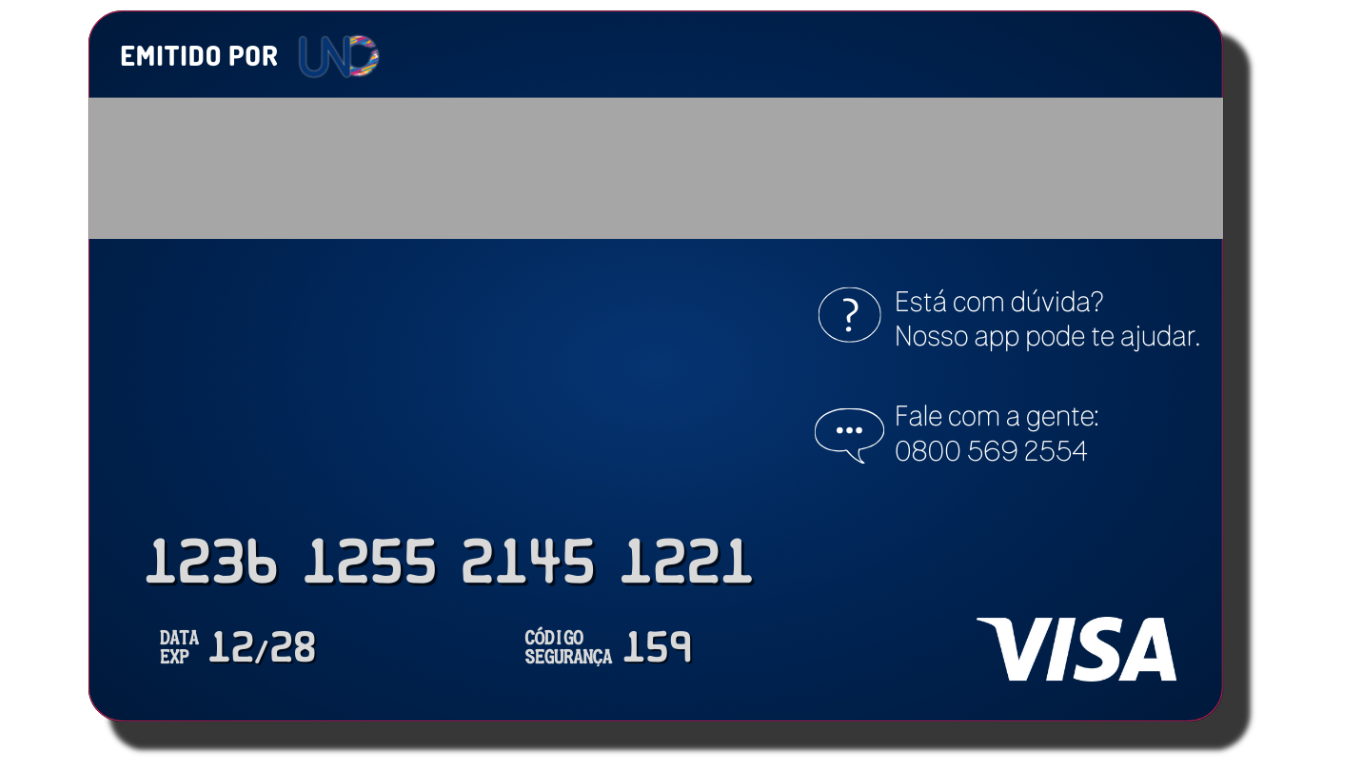 EMITIDO POR UND
Está com dúvida?
Nosso app pode te ajudar.
?
Fale com a gente:
0800 569 2554
1236 1255 2145 1221
DATA
EXP 12/28
CÓDIGO
SEGURANÇA 159
VISA